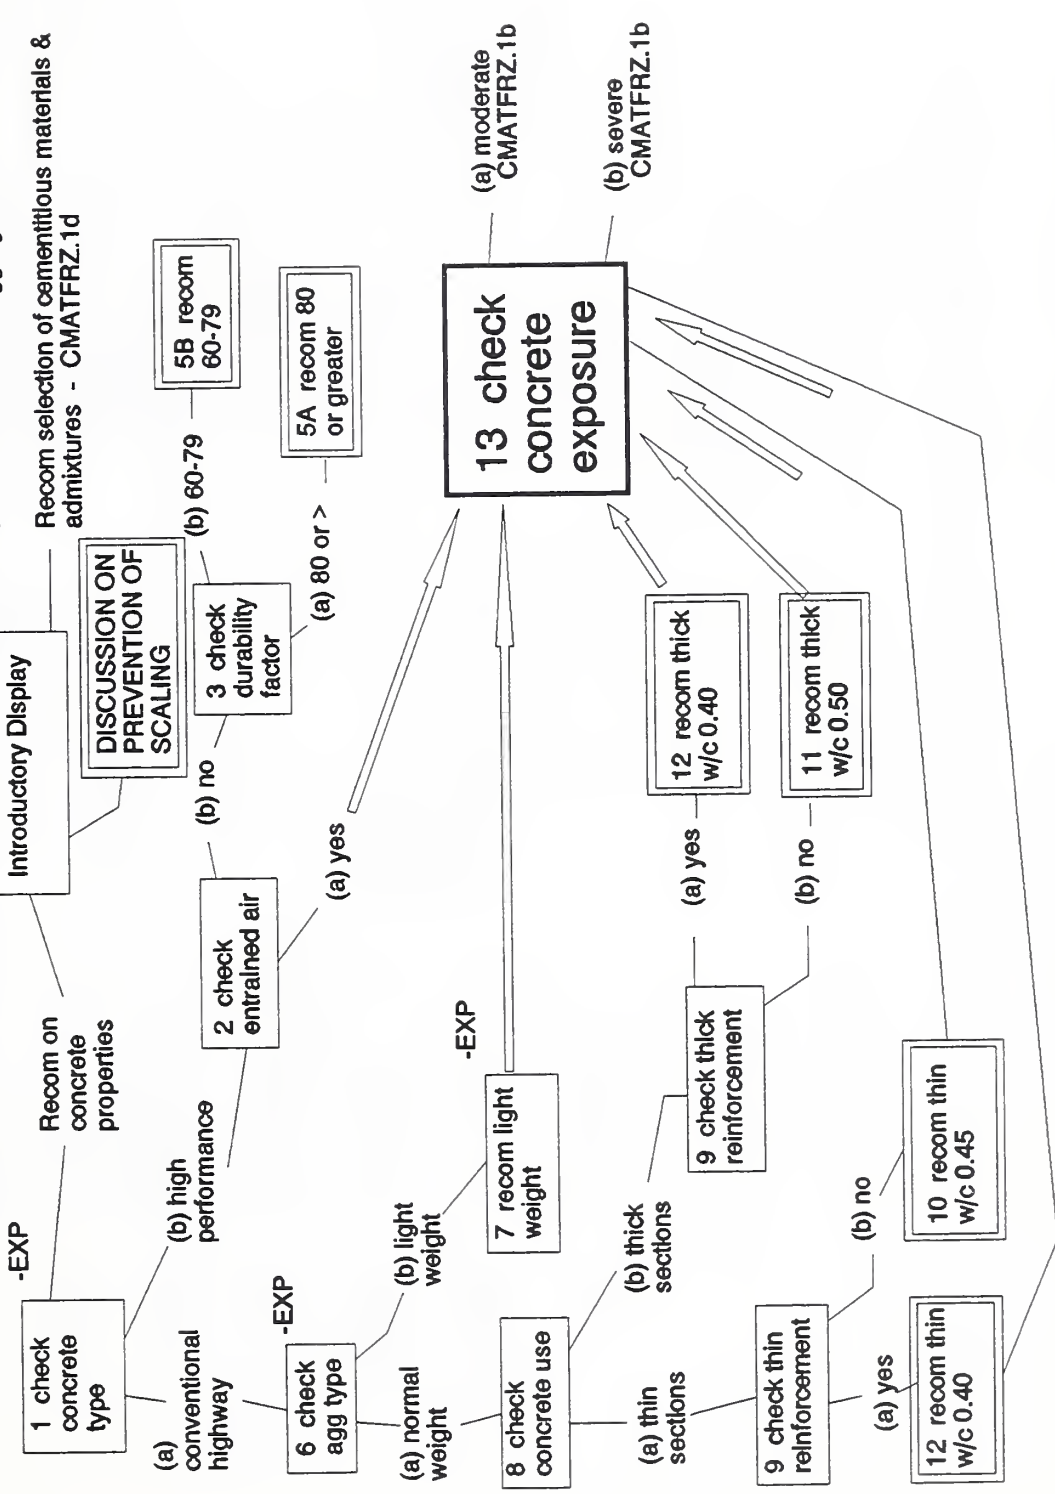 Introductory Display
Recom selection of cementitious materials &
admixtures - CMATFRZ.1d
DISCUSSION ON
PREVENTION OF
SCALING
Recom on
concrete
properties
-EXP
1 check
concrete
type
(b) high
performance
2 check
entrained air
(b) no
3 check
durability
factor
(b) 60-79
5B recom
60-79
(a) 80 or >
5A recom 80
or greater
(a) yes
(a)
conventional
highway
-EXP
6 check
agg type
(b) light
weight
7 recom light
weight
-EXP
13 check
concrete
exposure
(a) moderate
CMATFRZ.1b
(b) severe
CMATFRZ.1b
(a) normal
weight
8 check
concrete use
(b) thick
sections
9 check thick
reinforcement
(a) yes
12 recom thick
w/c 0.40
(b) no
11 recom thick
w/c 0.50
(a) thin
sections
9 check thin
reinforcement
(b) no
10 recom thin
w/c 0.45
(a) yes
12 recom thin
w/c 0.40